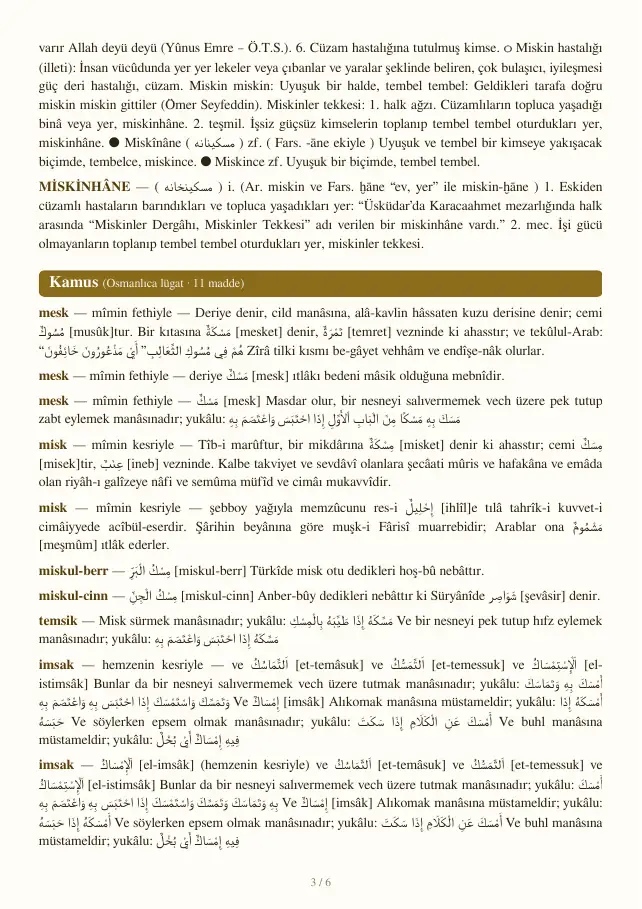 varır Allah deyü deyü (Yûnus Emre – Ö.T.S.). 6. Cüzam hastalığına tutulmuş kimse. ○ Miskin hastalığı
(illeti): İnsan vücûdunda yer yer lekeler veya çıbanlar ve yaralar şeklinde beliren, çok bulaşıcı, iyileşmesi
güç deri hastalığı, cüzam. Miskin miskin: Uyuşuk bir halde, tembel tembel: Geldikleri tarafa doğru
miskin miskin gittiler (Ömer Seyfeddin). Miskinler tekkesi: 1. halk ağzı. Cüzamlıların topluca yaşadığı
binâ veya yer, miskinhâne. 2. teşmil. İşsiz güçsüz kimselerin toplanıp tembel tembel oturdukları yer,
miskinhâne. ● Miskînâne ( مسكینانه ) zf. ( Fars. -āne ekiyle ) Uyuşuk ve tembel bir kimseye yakışacak
biçimde, tembelce, miskince. ● Miskince zf. Uyuşuk bir biçimde, tembel tembel.
MİSKİNHÂNE — ( مسكینخانه ) i. (Ar. miskіn ve Fars. ḫāne “ev, yer” ile miskin-ḫāne ) 1. Eskiden
cüzamlı hastaların barındıkları ve topluca yaşadıkları yer: “Üsküdar’da Karacaahmet mezarlığında halk
arasında “Miskinler Dergâhı, Miskinler Tekkesi” adı verilen bir miskinhâne vardı.” 2. mec. İşi gücü
olmayanların toplanıp tembel tembel oturdukları yer, miskinler tekkesi.
Kamus (Osmanlıca lügat · 11 madde)
mesk — mîmin fethiyle — Deriye denir, cild manâsına, alâ-kavlin hâssaten kuzu derisine denir; cemi
مُسُوكٌ [musûk]tur. Bir kıtasına مَسْكَةٌ [mesket] denir, تَمْرَةٌ [temret] vezninde ki ahasstır; ve tekûlul-Arab:
“هُمْ فِي مُسُوكِ الثَّعَالِبِ” أَيْ مَذْعُورُونَ خَائِفُونَ Zîrâ tilki kısmı be-gâyet vehhâm ve endîşe-nâk olurlar.
mesk — mîmin fethiyle — deriye مَسْكٌ [mesk] ıtlâkı bedeni mâsik olduğuna mebnîdir.
mesk — mîmin fethiyle — مَسْكٌ [mesk] Masdar olur, bir nesneyi salıvermemek vech üzere pek tutup
zabt eylemek manâsınadır; yukâlu: مَسَكَ بِهِ مَسْكًا مِنَ الْبَابِ الْأَوَّلِ إِذَا احْتَبَسَ وَاعْتَصَمَ بِهِ
misk — mîmin kesriyle — Tîb-i marûftur, bir mikdârına مِسْكَةٌ [misket] denir ki ahasstır; cemi مِسَكٌ
[misek]tir, عِنَبٌ [ineb] vezninde. Kalbe takviyet ve sevdâvî olanlara şecâati mûris ve hafakâna ve emâda
olan riyâh-ı galîzeye nâfi ve semûma müfîd ve cimâı mukavvîdir.
misk — mîmin kesriyle — şebboy yağıyla memzûcunu res-i إِحْلِيلٌ [ihlîl]e tılâ tahrîk-i kuvvet-i
cimâiyyede acîbül-eserdir. Şârihin beyânına göre muşk-i Fârisî muarrebidir; Arablar ona مَشْمُومٌ
[meşmûm] ıtlâk ederler.
miskul-berr — مِسْكُ الْبَرِّ [miskul-berr] Türkîde misk otu dedikleri hoş-bû nebâttır.
miskul-cinn — مِسْكُ الْجِنِّ [miskul-cinn] Anber-bûy dedikleri nebâttır ki Süryânîde شَوَاصِر [şevâsir] denir.
temsik — Misk sürmek manâsınadır; yukâlu: مَسَّكَهُ إِذَا طَيَّبَهُ بِالْمِسْكِ Ve bir nesneyi pek tutup hıfz eylemek
manâsınadır; yukâlu: مَسَّكَهُ إِذَا احْتَبَسَ وَاعْتَصَمَ بِهِ
imsak — hemzenin kesriyle — ve اَلتَّمَاسُكُ [et-temâsuk] ve اَلتَّمَسُّكُ [et-temessuk] ve اَلْاِسْتِمْسَاكُ [el-
istimsâk] Bunlar da bir nesneyi salıvermemek vech üzere tutmak manâsınadır; yukâlu: أَمْسَكَ بِهِ وَتَمَاسَكَ
وَتَمَسَّكَ وَاسْتَمْسَكَ إِذَا احْتَبَسَ بِهِ وَاعْتَصَمَ بِهِ Ve إِمْسَاكٌ [imsâk] Alıkomak manâsına müstameldir; yukâlu: أَمْسَكَهُ إِذَا
حَبَسَهُ Ve söylerken epsem olmak manâsınadır; yukâlu: أَمْسَكَ عَنِ الْكَلَامِ إِذَا سَكَتَ Ve buhl manâsına
müstameldir; yukâlu: فِيهِ إِمْسَاكٌ أَيْ بُخْلٌ
imsak — اَلْإِمْسَاكُ [el-imsâk] (hemzenin kesriyle) ve اَلتَّمَاسُكُ [et-temâsuk] ve اَلتَّمَسُّكُ [et-temessuk] ve
اَلْاِسْتِمْسَاكُ [el-istimsâk] Bunlar da bir nesneyi salıvermemek vech üzere tutmak manâsınadır; yukâlu: أَمْسَكَ
بِهِ وَتَمَاسَكَ وَتَمَسَّكَ وَاسْتَمْسَكَ إِذَا احْتَبَسَ بِهِ وَاعْتَصَمَ بِهِ Ve إِمْسَاكٌ [imsâk] Alıkomak manâsına müstameldir; yukâlu:
أَمْسَكَهُ إِذَا حَبَسَهُ Ve söylerken epsem olmak manâsınadır; yukâlu: أَمْسَكَ عَنِ الْكَلَامِ إِذَا سَكَتَ Ve buhl manâsına
müstameldir; yukâlu: فِيهِ إِمْسَاكٌ أَيْ بُخْلٌ
3 / 6